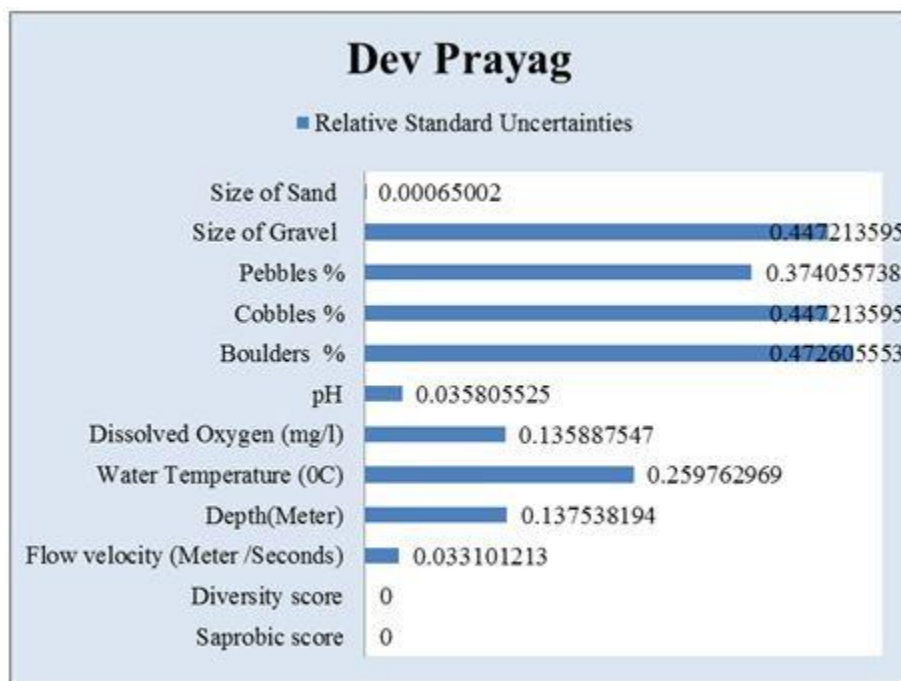 Dev Prayag
Relative Standard Uncertainties
Size of Sand 0.00065002
Size of Gravel 0.447213595
Pebbles % 0.374055738
Cobbles % 0.447213595
Boulders % 0.472605553
pH 0.035805525
Dissolved Oxygen (mg/l) 0.135887547
Water Temperature (0C) 0.259762969
Depth(Meter) 0.137538194
Flow velocity (Meter /Seconds) 0.033101213
Diversity score 0
Saprobic score 0